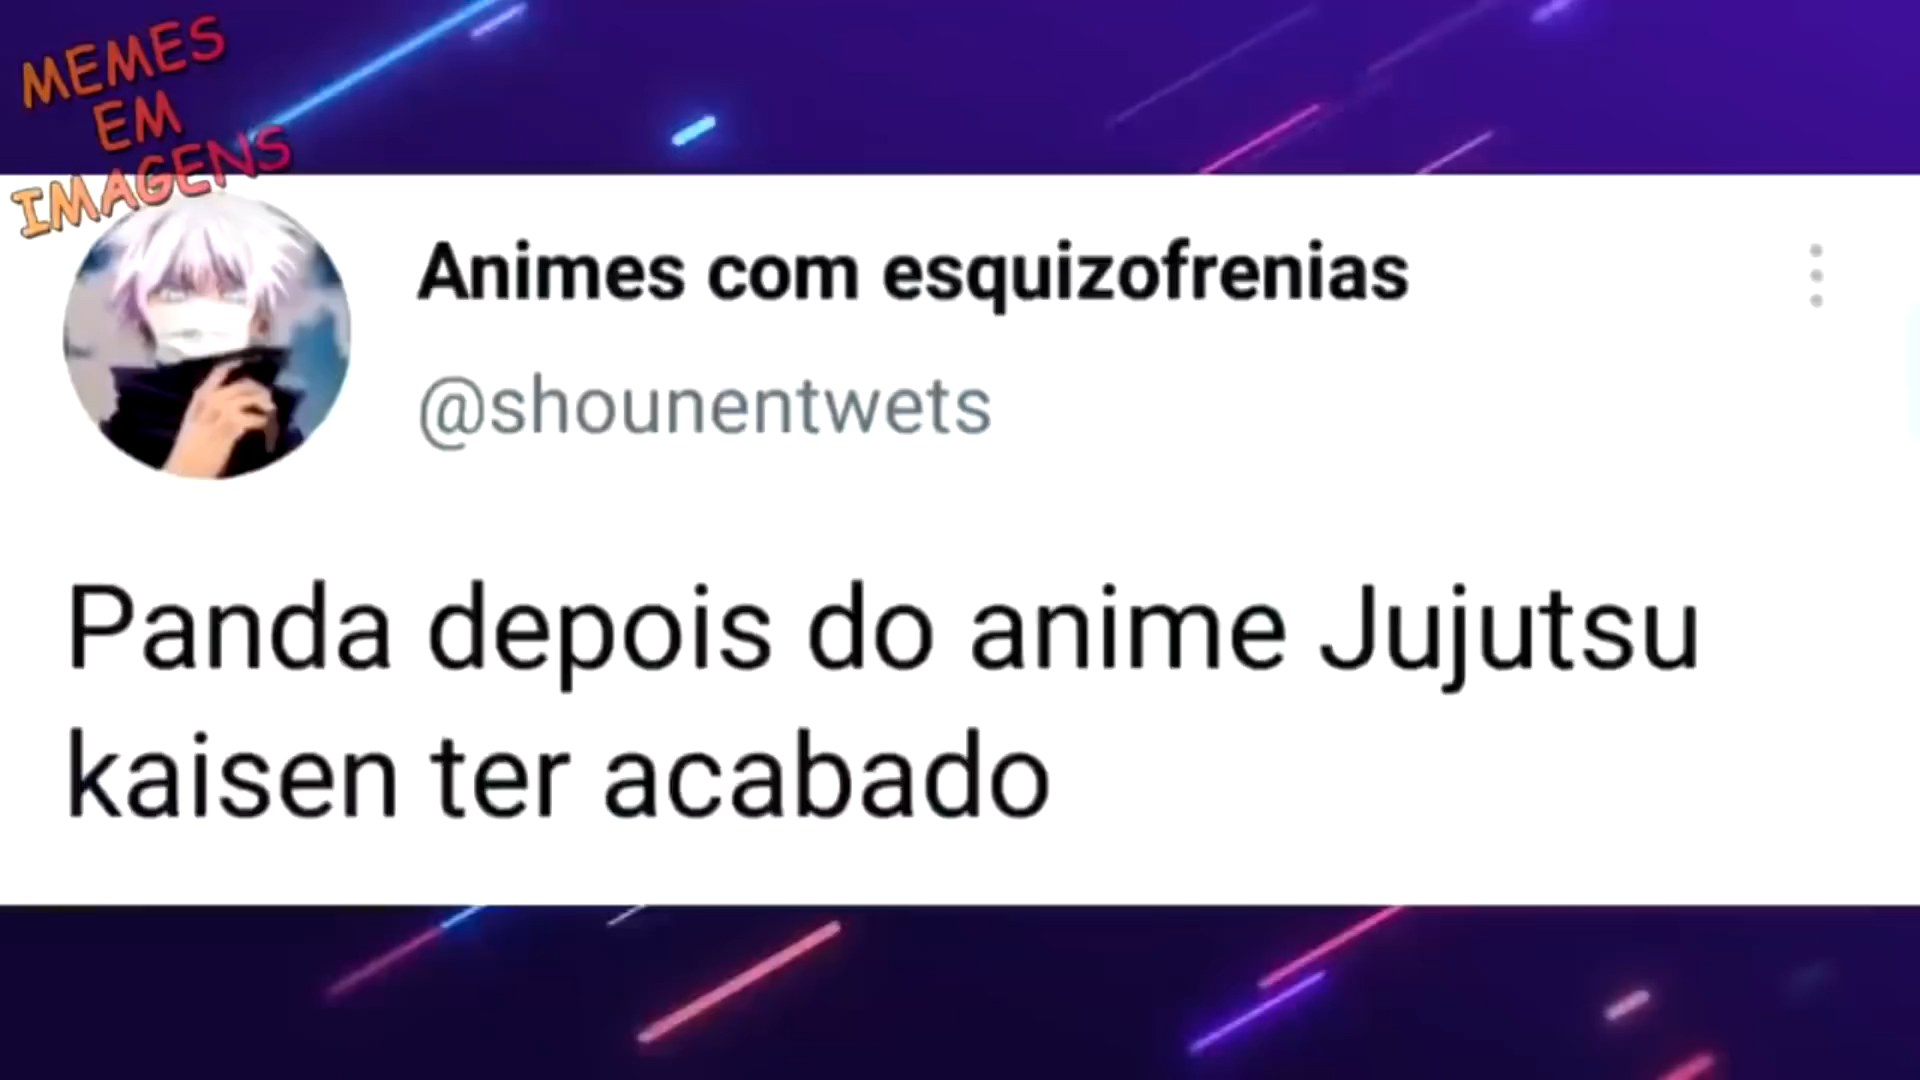 MEMES
EM
IMAGENS
Animes com esquizofrenias
@shounentwets
Panda depois do anime Jujutsu
kaisen ter acabado